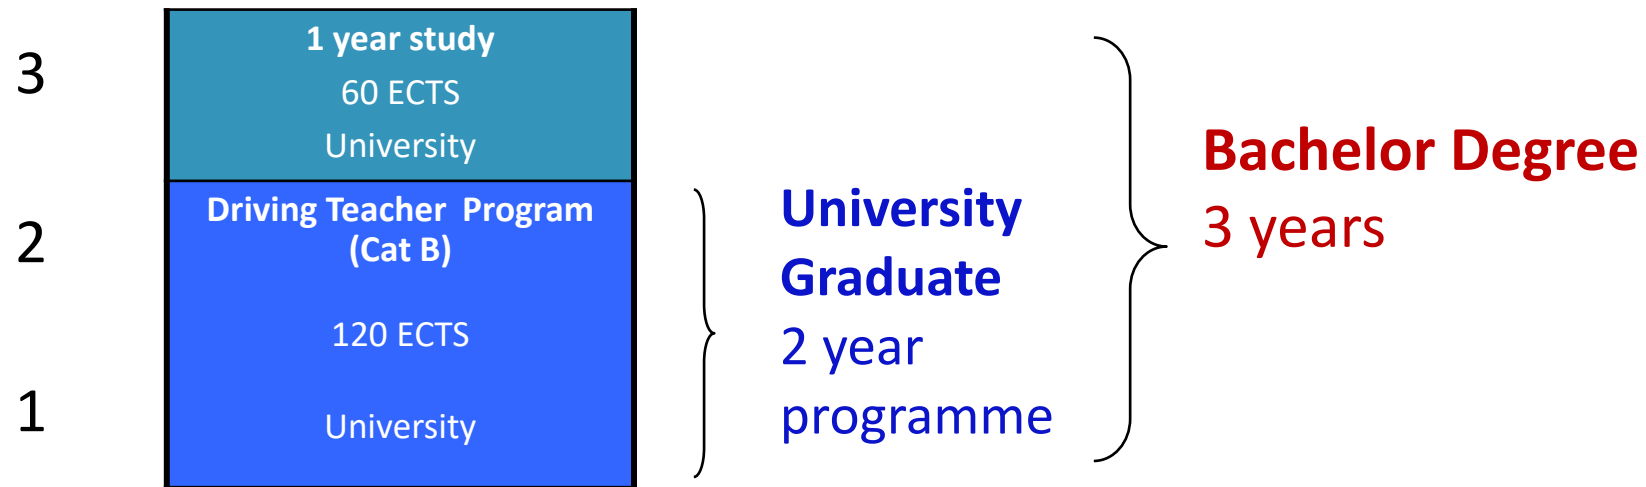 3
1 year study
60 ECTS
University
2
Driving Teacher Program
(Cat B)
120 ECTS
1
University
University
Graduate
2 year
programme
Bachelor Degree
3 years